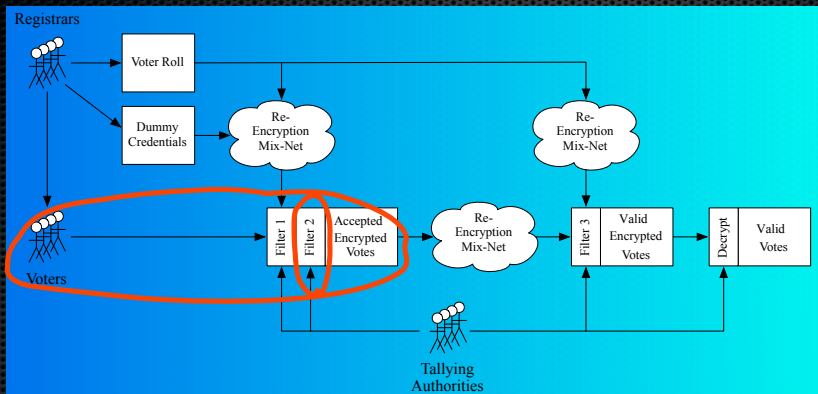 Registrars
Voter Roll
Dummy
Credentials
Re-
Encryption
Mix-Net
Re-
Encryption
Mix-Net
Voters
Filter 1
Filter 2
Accepted
Encrypted
Votes
Re-
Encryption
Mix-Net
Filter 3
Valid
Encrypted
Votes
Decrypt
Valid
Votes
Tallying
Authorities